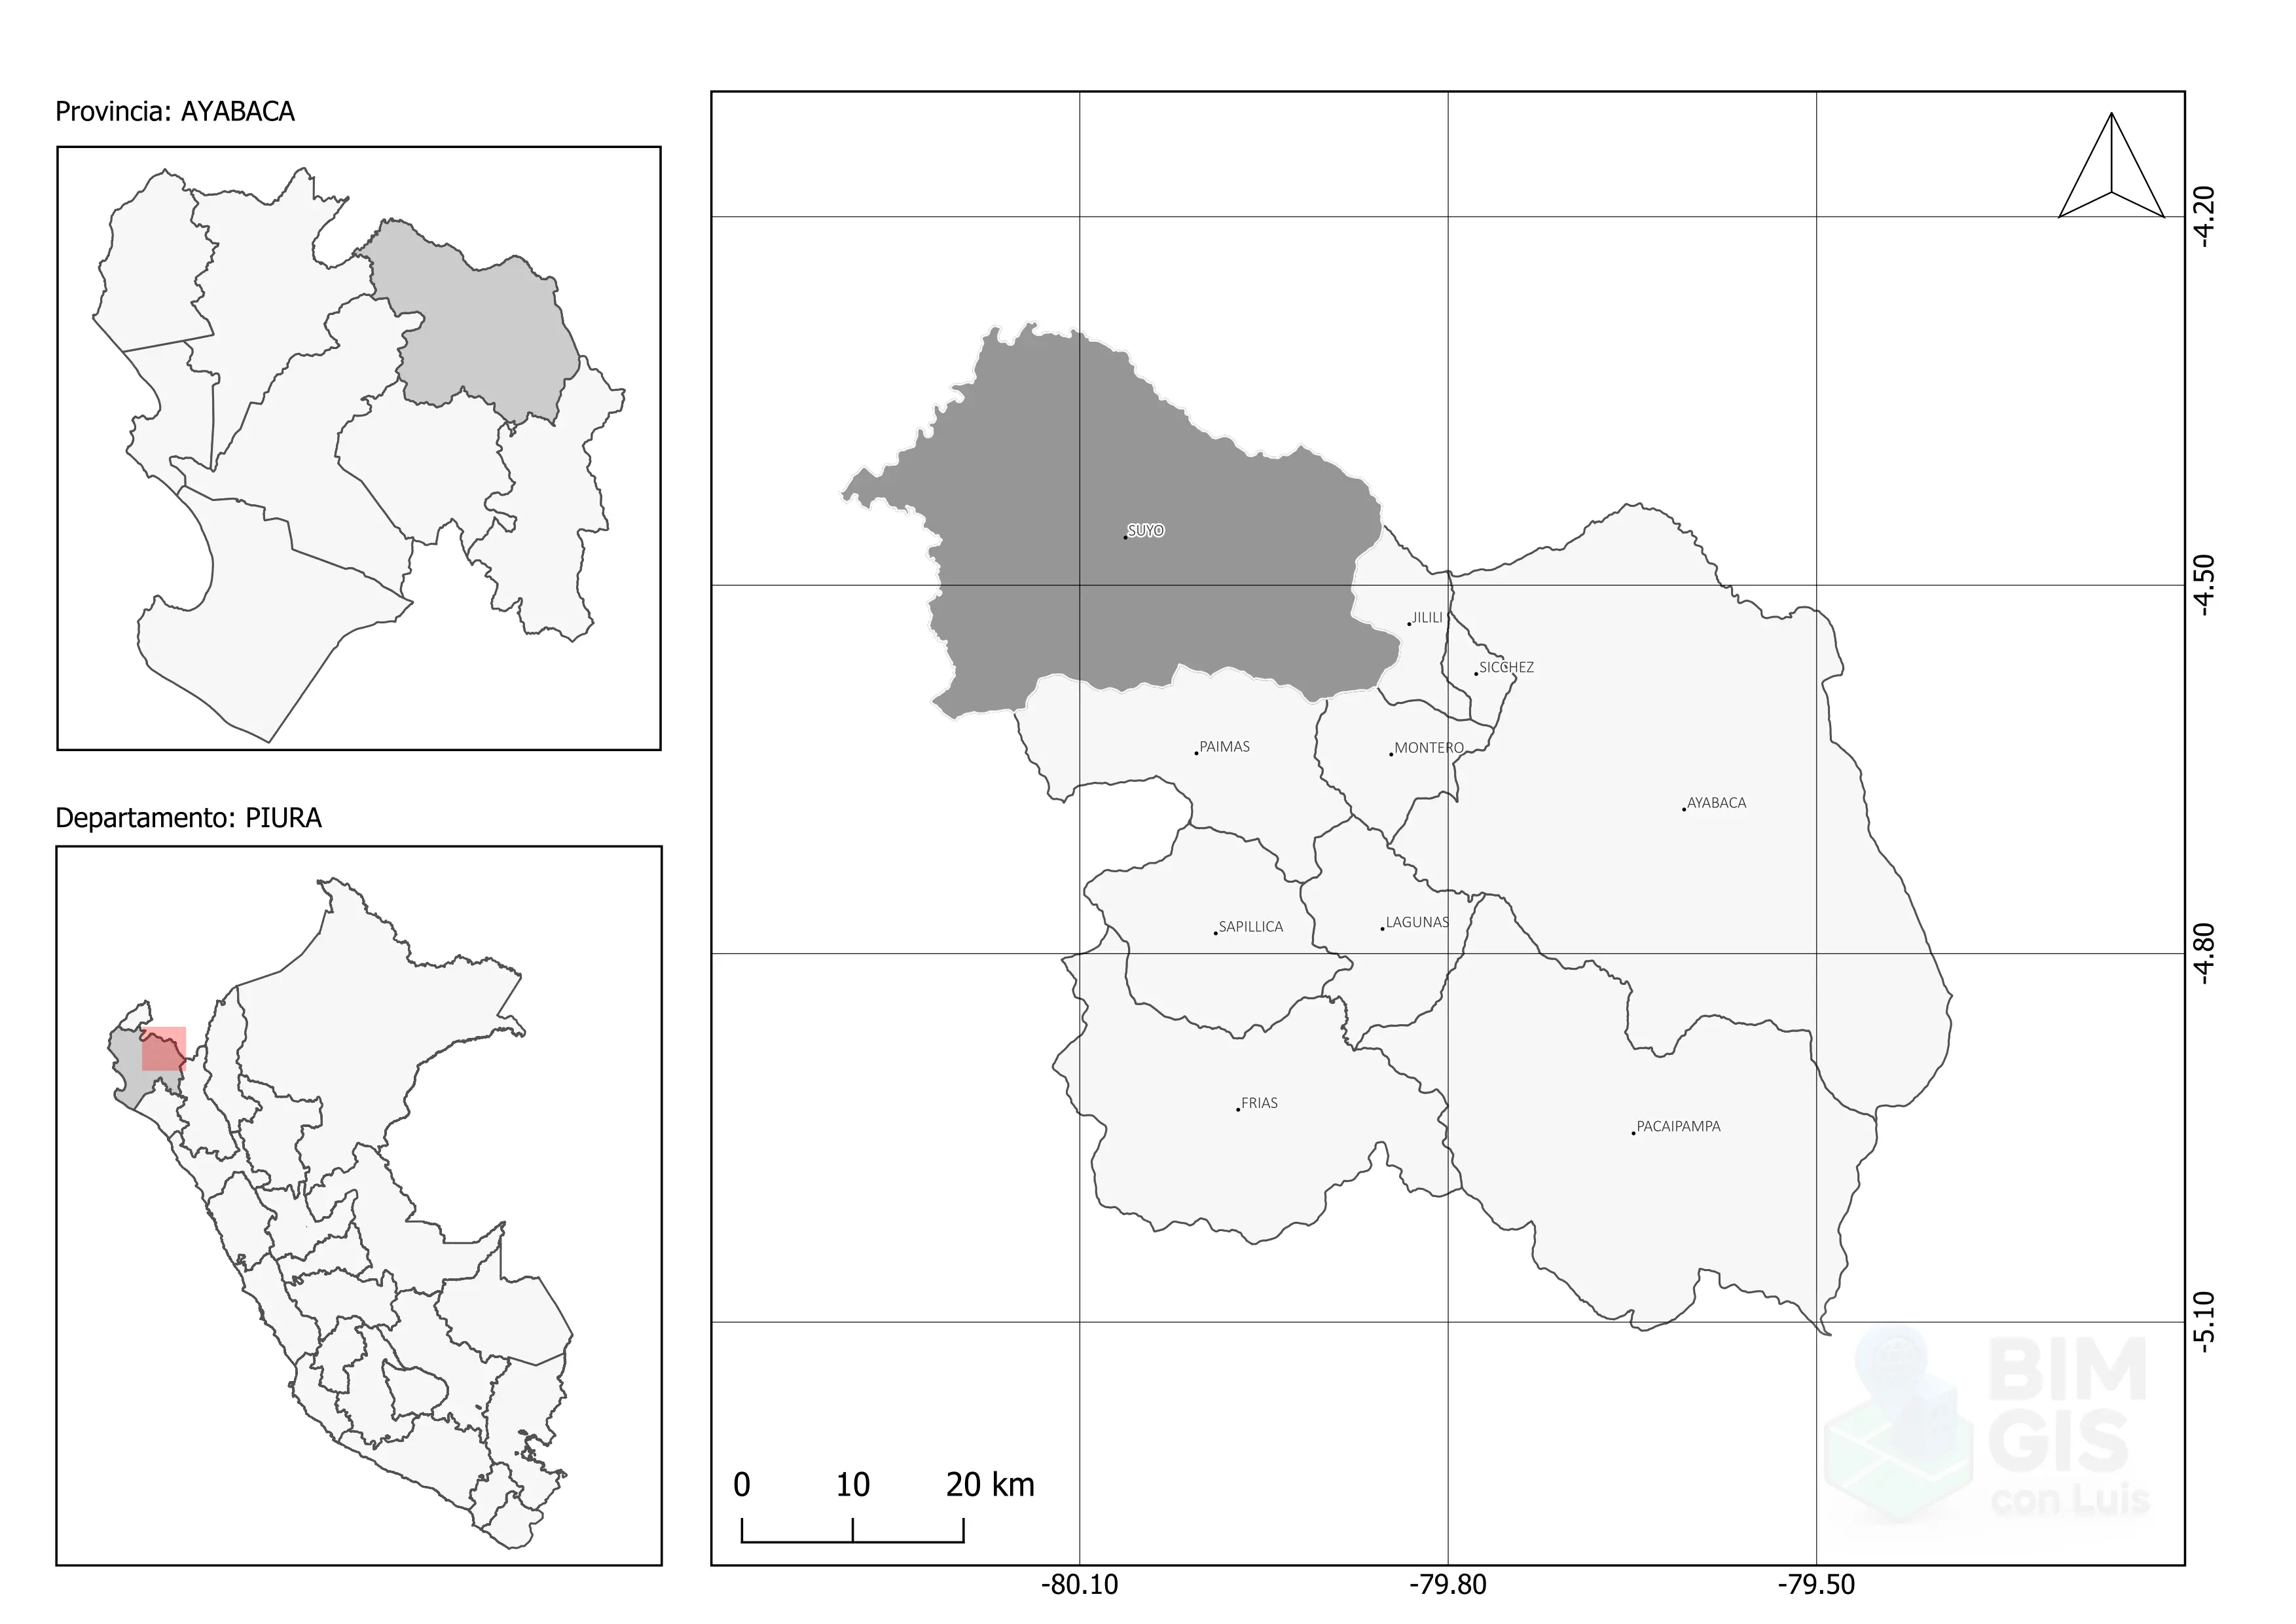 Provincia: AYABACA
Departamento: PIURA
SUYO
JILILI
SICCHEZ
PAIMAS
MONTERO
AYABACA
SAPILLICA
LAGUNAS
FRIAS
PACAIPAMPA
-4.20
-4.50
-4.80
-5.10
0 10 20 km
-80.10 -79.80 -79.50
BIM
GIS
con Luis